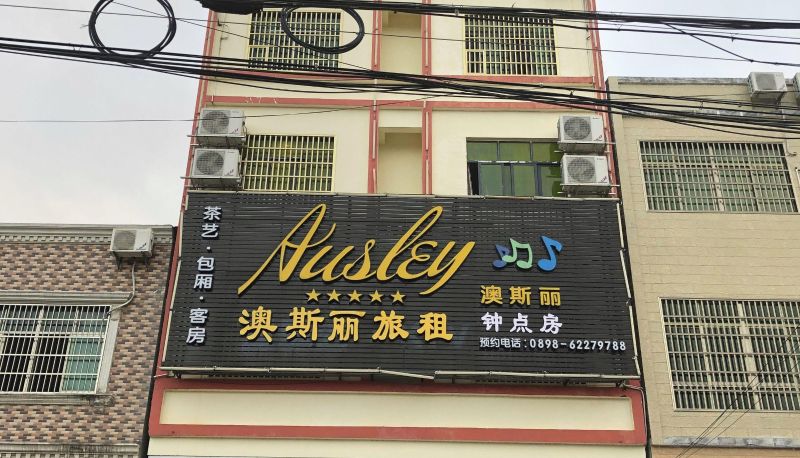 茶艺·包厢·客房
Ausley
澳斯丽旅租
澳斯丽
钟点房
预约电话:0898-62279788